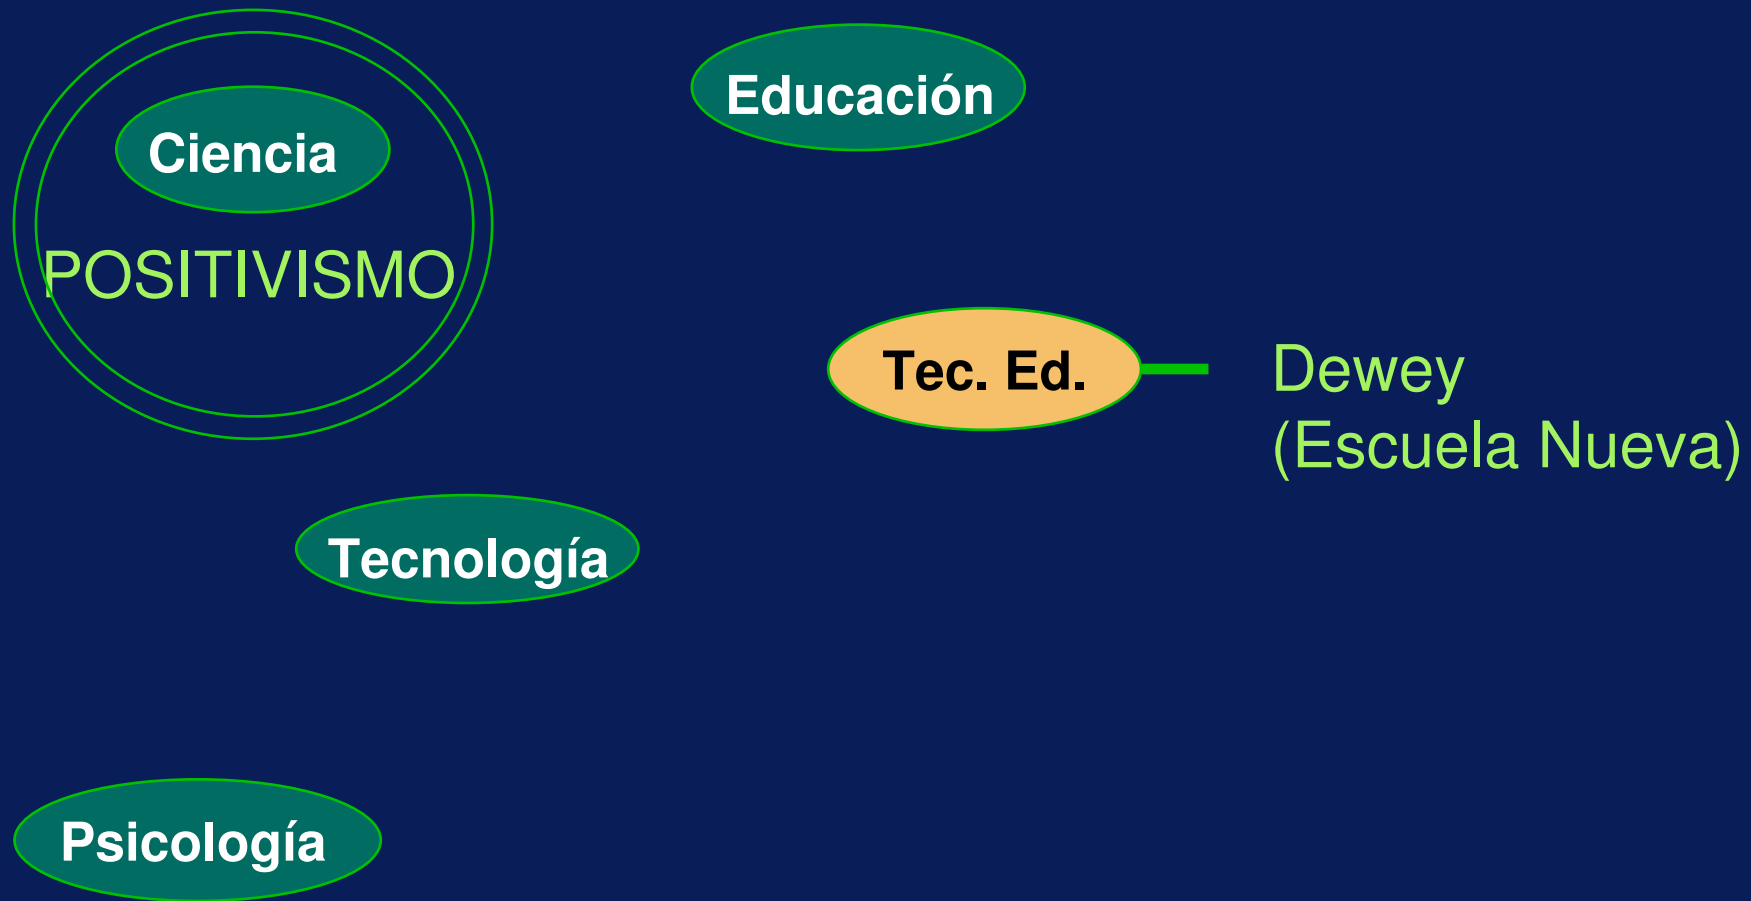 Educación
Ciencia
POSITIVISMO
Tec. Ed.
Dewey
(Escuela Nueva)
Tecnología
Psicología